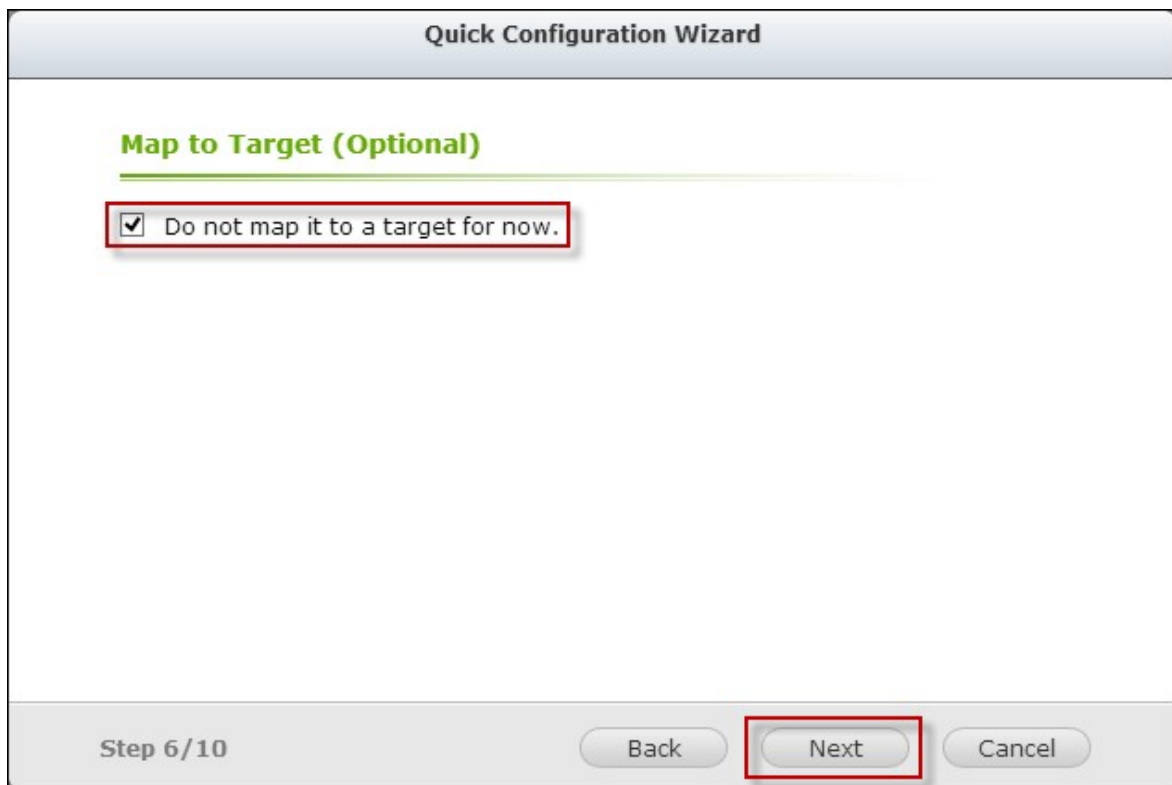 Quick Configuration Wizard
Map to Target (Optional)
Do not map it to a target for now.
Step 6/10
Back
Next
Cancel